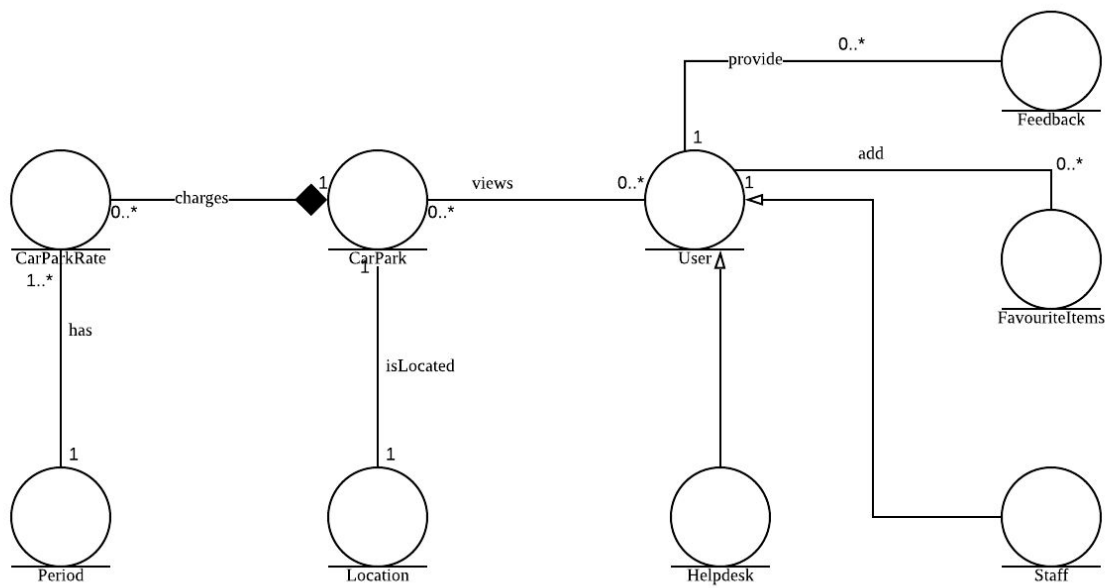 provide
0..*
Feedback
1
add
0..*
charges
0..*
1
views
0..*
0..*
1
CarParkRate
1..*
CarPark
1
User
FavouriteItems
has
isLocated
1
1
Period
Location
Helpdesk
Staff